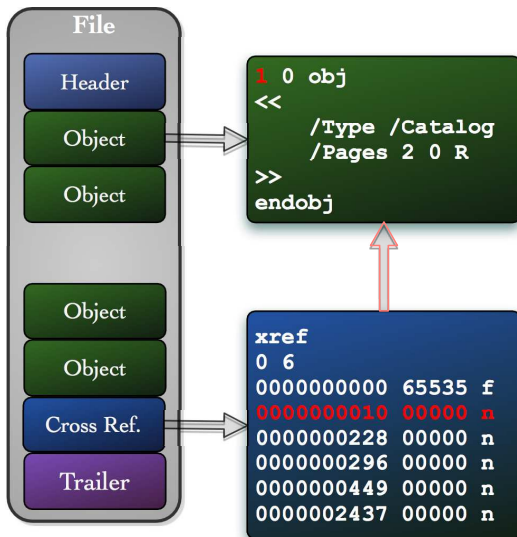 File
Header
Object
Object
Object
Object
Cross Ref.
Trailer
1 0 obj
<<
/Type /Catalog
/Pages 2 0 R
>>
endobj
xref
0 6
0000000000 65535 f
0000000010 00000 n
0000000228 00000 n
0000000296 00000 n
0000000449 00000 n
0000002437 00000 n